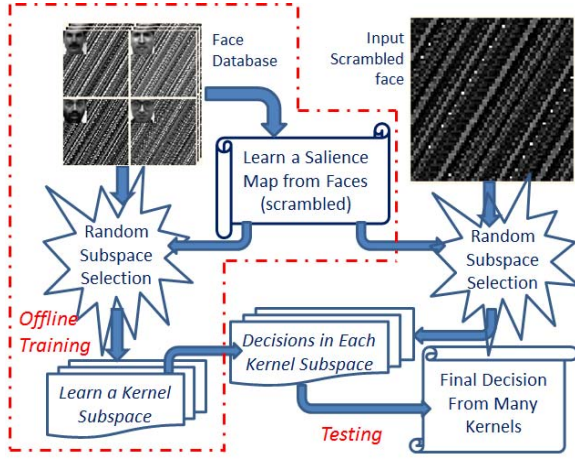 Face
Database
Input
Scrambled
face
Learn a Salience
Map from Faces
(scrambled)
Random
Subspace
Selection
Random
Subspace
Selection
Offline
Training
Decisions in Each
Kernel Subspace
Learn a Kernel
Subspace
Final Decision
From Many
Kernels
Testing